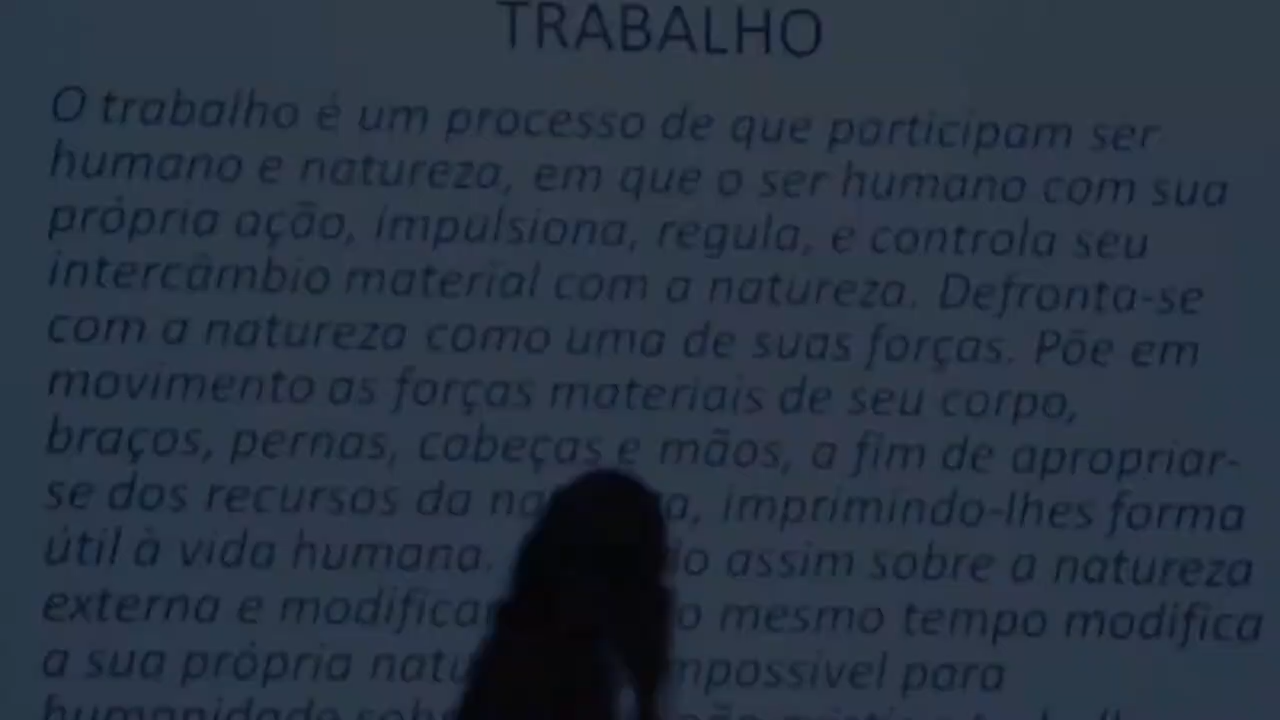 TRABALHO
O trabalho é um processo de que participam ser
humano e natureza, em que o ser humano com sua
própria ação, impulsiona, regula, e controla seu
intercâmbio material com a natureza. Defronta-se
com a natureza como uma de suas forças. Põe em
movimento as forças materiais de seu corpo,
braços, pernas, cabeças e mãos, a fim de apropriar-
se dos recursos da imprimindo-lhes forma
útil à vida humana. assim sobre a natureza
externa e mesmo tempo modifica
a sua própria para
humanidade